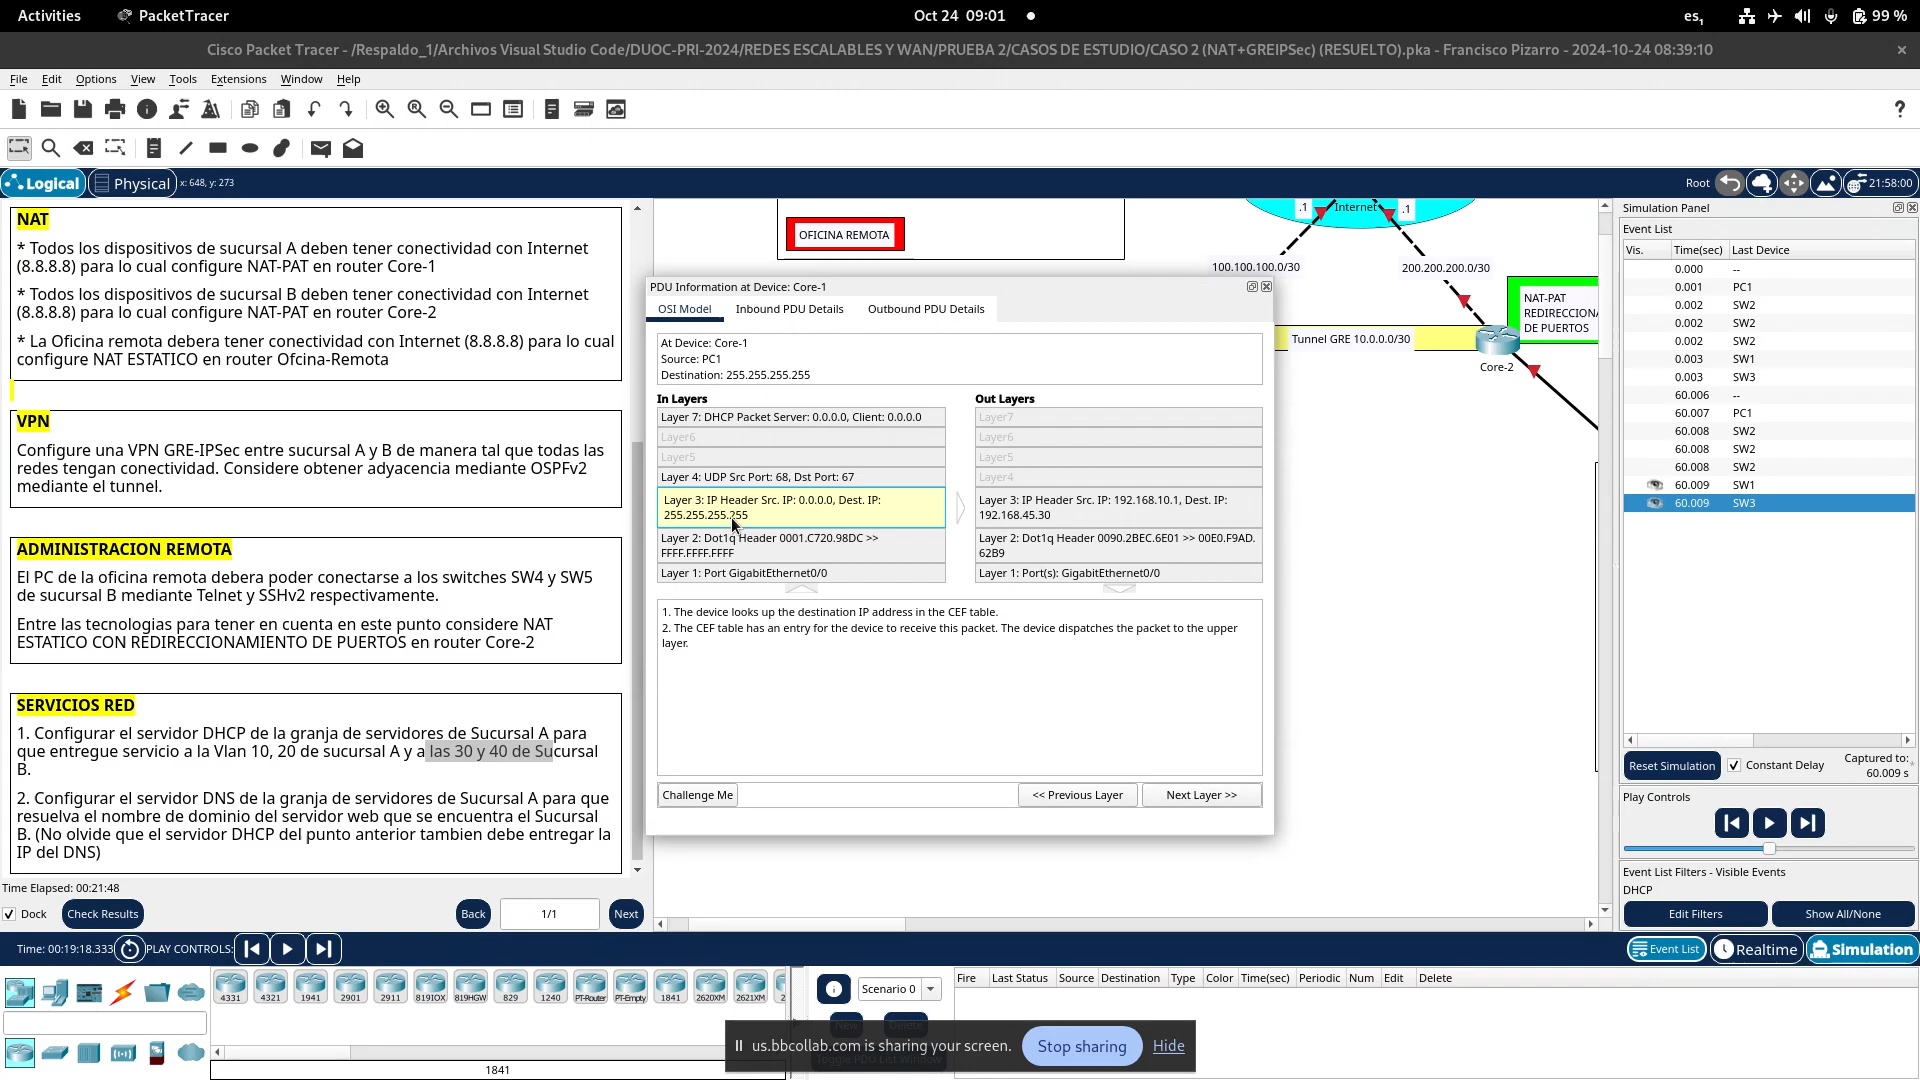 Activities
PacketTracer
Oct 24 09:01
es₁
99 %
Cisco Packet Tracer - /Respaldo_1/Archivos Visual Studio Code/DUOC-PRI-2024/REDES ESCALABLES Y WAN/PRUEBA 2/CASOS DE ESTUDIO/CASO 2 (NAT+GREIPSec) (RESUELTO).pka - Francisco Pizarro - 2024-10-24 08:39:10
File Edit Options View Tools Extensions Window Help
Logical
Physical
x: 648, y: 273
Root
21:58:00
NAT
* Todos los dispositivos de sucursal A deben tener conectividad con Internet
(8.8.8.8) para lo cual configure NAT-PAT en router Core-1
* Todos los dispositivos de sucursal B deben tener conectividad con Internet
(8.8.8.8) para lo cual configure NAT-PAT en router Core-2
* La Oficina remota debera tener conectividad con Internet (8.8.8.8) para lo cual
configure NAT ESTATICO en router Ofcina-Remota
VPN
Configure una VPN GRE-IPSec entre sucursal A y B de manera tal que todas las
redes tengan conectividad. Considere obtener adyacencia mediante OSPFv2
mediante el tunnel.
ADMINISTRACION REMOTA
El PC de la oficina remota debera poder conectarse a los switches SW4 y SW5
de sucursal B mediante Telnet y SSHv2 respectivamente.
Entre las tecnologias para tener en cuenta en este punto considere NAT
ESTATICO CON REDIRECCIONAMIENTO DE PUERTOS en router Core-2
SERVICIOS RED
1. Configurar el servidor DHCP de la granja de servidores de Sucursal A para
que entregue servicio a la Vlan 10, 20 de sucursal A y a las 30 y 40 de Sucursal
B.
2. Configurar el servidor DNS de la granja de servidores de Sucursal A para que
resuelva el nombre de dominio del servidor web que se encuentra el Sucursal
B. (No olvide que el servidor DHCP del punto anterior tambien debe entregar la
IP del DNS)
Time Elapsed: 00:21:48
Dock
Check Results
Back
1/1
Next
OFICINA REMOTA
.1
Internet
.1
100.100.100.0/30
200.200.200.0/30
NAT-PAT
REDIRECCIONA
DE PUERTOS
Tunnel GRE 10.0.0.0/30
Core-2
PDU Information at Device: Core-1
OSI Model
Inbound PDU Details
Outbound PDU Details
At Device: Core-1
Source: PC1
Destination: 255.255.255.255
In Layers
Layer 7: DHCP Packet Server: 0.0.0.0, Client: 0.0.0.0
Layer6
Layer5
Layer 4: UDP Src Port: 68, Dst Port: 67
Layer 3: IP Header Src. IP: 0.0.0.0, Dest. IP:
255.255.255.255
Layer 2: Dot1q Header 0001.C720.98DC >>
FFFF.FFFF.FFFF
Layer 1: Port GigabitEthernet0/0
Out Layers
Layer7
Layer6
Layer5
Layer4
Layer 3: IP Header Src. IP: 192.168.10.1, Dest. IP:
192.168.45.30
Layer 2: Dot1q Header 0090.2BEC.6E01 >> 00E0.F9AD.
62B9
Layer 1: Port(s): GigabitEthernet0/0
1. The device looks up the destination IP address in the CEF table.
2. The CEF table has an entry for the device to receive this packet. The device dispatches the packet to the upper
layer.
Challenge Me
<< Previous Layer
Next Layer >>
Simulation Panel
Event List
Vis. Time(sec) Last Device
0.000 --
0.001 PC1
0.002 SW2
0.002 SW2
0.002 SW2
0.003 SW1
0.003 SW3
60.006 --
60.007 PC1
60.008 SW2
60.008 SW2
60.008 SW2
60.009 SW1
60.009 SW3
Reset Simulation
Constant Delay
Captured to:
60.009 s
Play Controls
Event List Filters - Visible Events
DHCP
Edit Filters
Show All/None
Time: 00:19:18.333
PLAY CONTROLS:
Event List
Realtime
Simulation
4331 4321 1941 2901 2911 819IOX 819HGW 829 1240 PT-Router PT-Empty 1841 2620XM 2621XM 2
1841
Scenario 0
New
Delete
Toggle PDU List Window
Fire Last Status Source Destination Type Color Time(sec) Periodic Num Edit Delete
us.bbcollab.com is sharing your screen.
Stop sharing
Hide